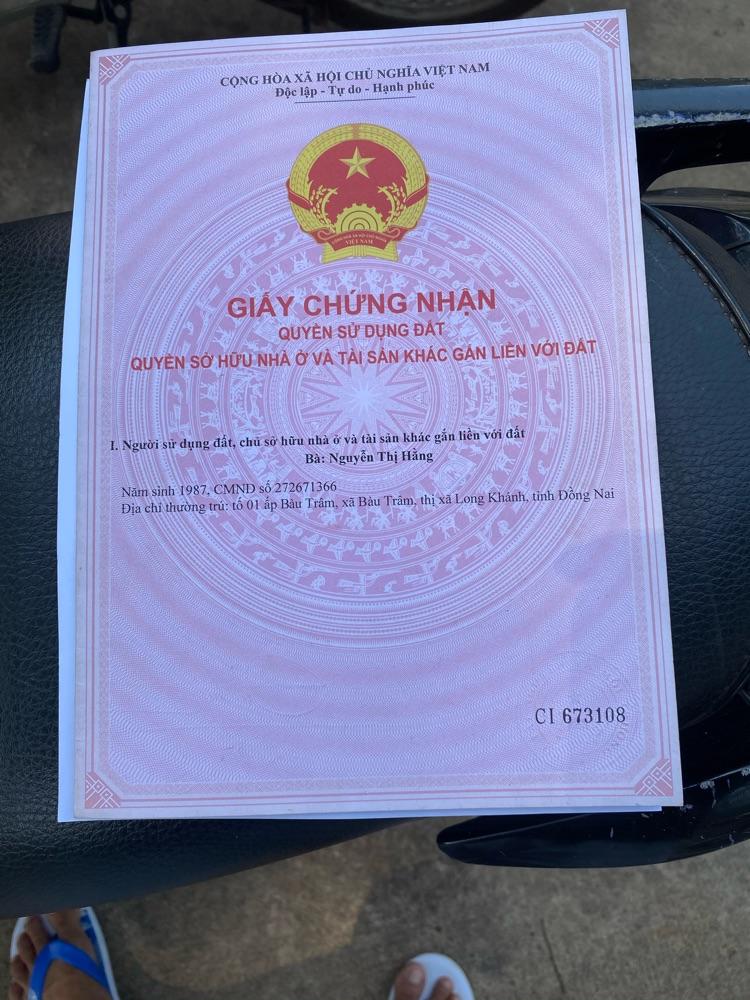 CỘNG HÒA XÃ HỘI CHỦ NGHĨA VIỆT NAM
Độc lập - Tự do - Hạnh phúc
VIỆT NAM
GIẤY CHỨNG NHẬN
QUYỀN SỬ DỤNG ĐẤT
QUYỀN SỞ HỮU NHÀ Ở VÀ TÀI SẢN KHÁC GẮN LIỀN VỚI ĐẤT
I. Người sử dụng đất, chủ sở hữu nhà ở và tài sản khác gắn liền với đất
Bà: Nguyễn Thị Hằng
Năm sinh 1987, CMND số 272671366
Địa chỉ thường trú: tổ 01 ấp Bàu Trâm, xã Bàu Trâm, thị xã Long Khánh, tỉnh Đồng Nai
CI 673108